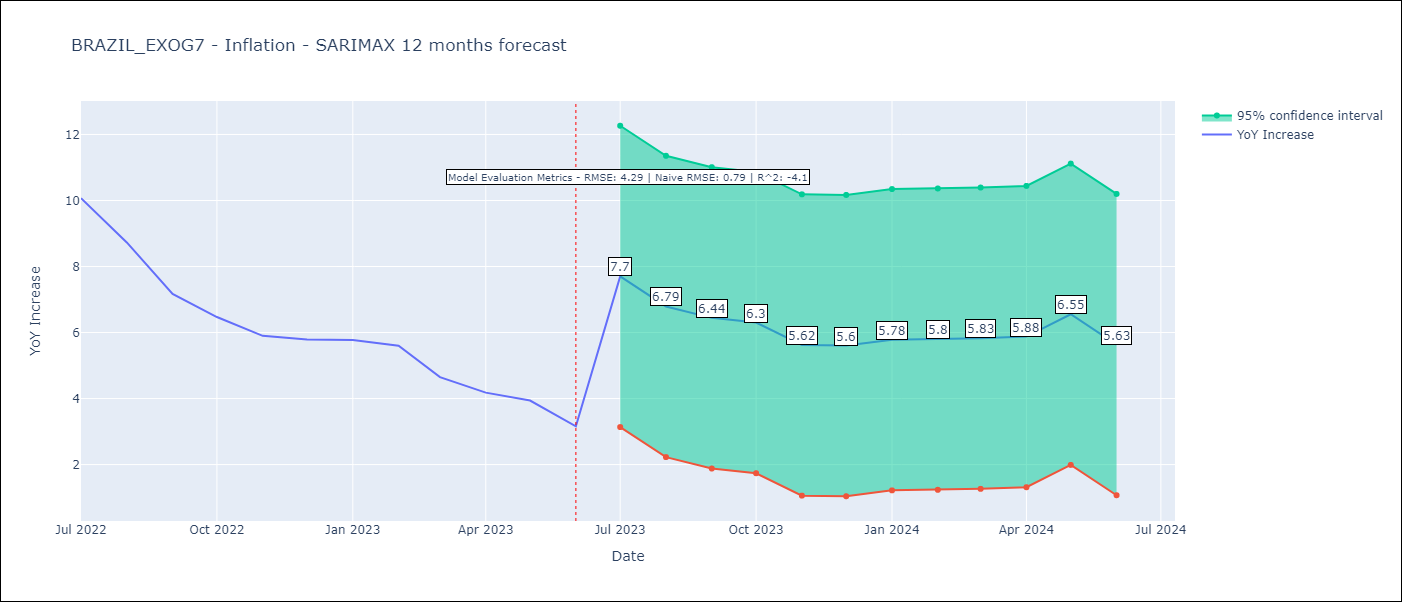 BRAZIL_EXOG7 - Inflation - SARIMAX 12 months forecast
95% confidence interval
YoY Increase
Model Evaluation Metrics - RMSE: 4.29 | Naive RMSE: 0.79 | R^2: -4.1
12
10
8
6
4
2
YoY Increase
7.7
6.79
6.44
6.3
5.62
5.6
5.78
5.8
5.83
5.88
6.55
5.63
Jul 2022
Oct 2022
Jan 2023
Apr 2023
Jul 2023
Oct 2023
Jan 2024
Apr 2024
Jul 2024
Date